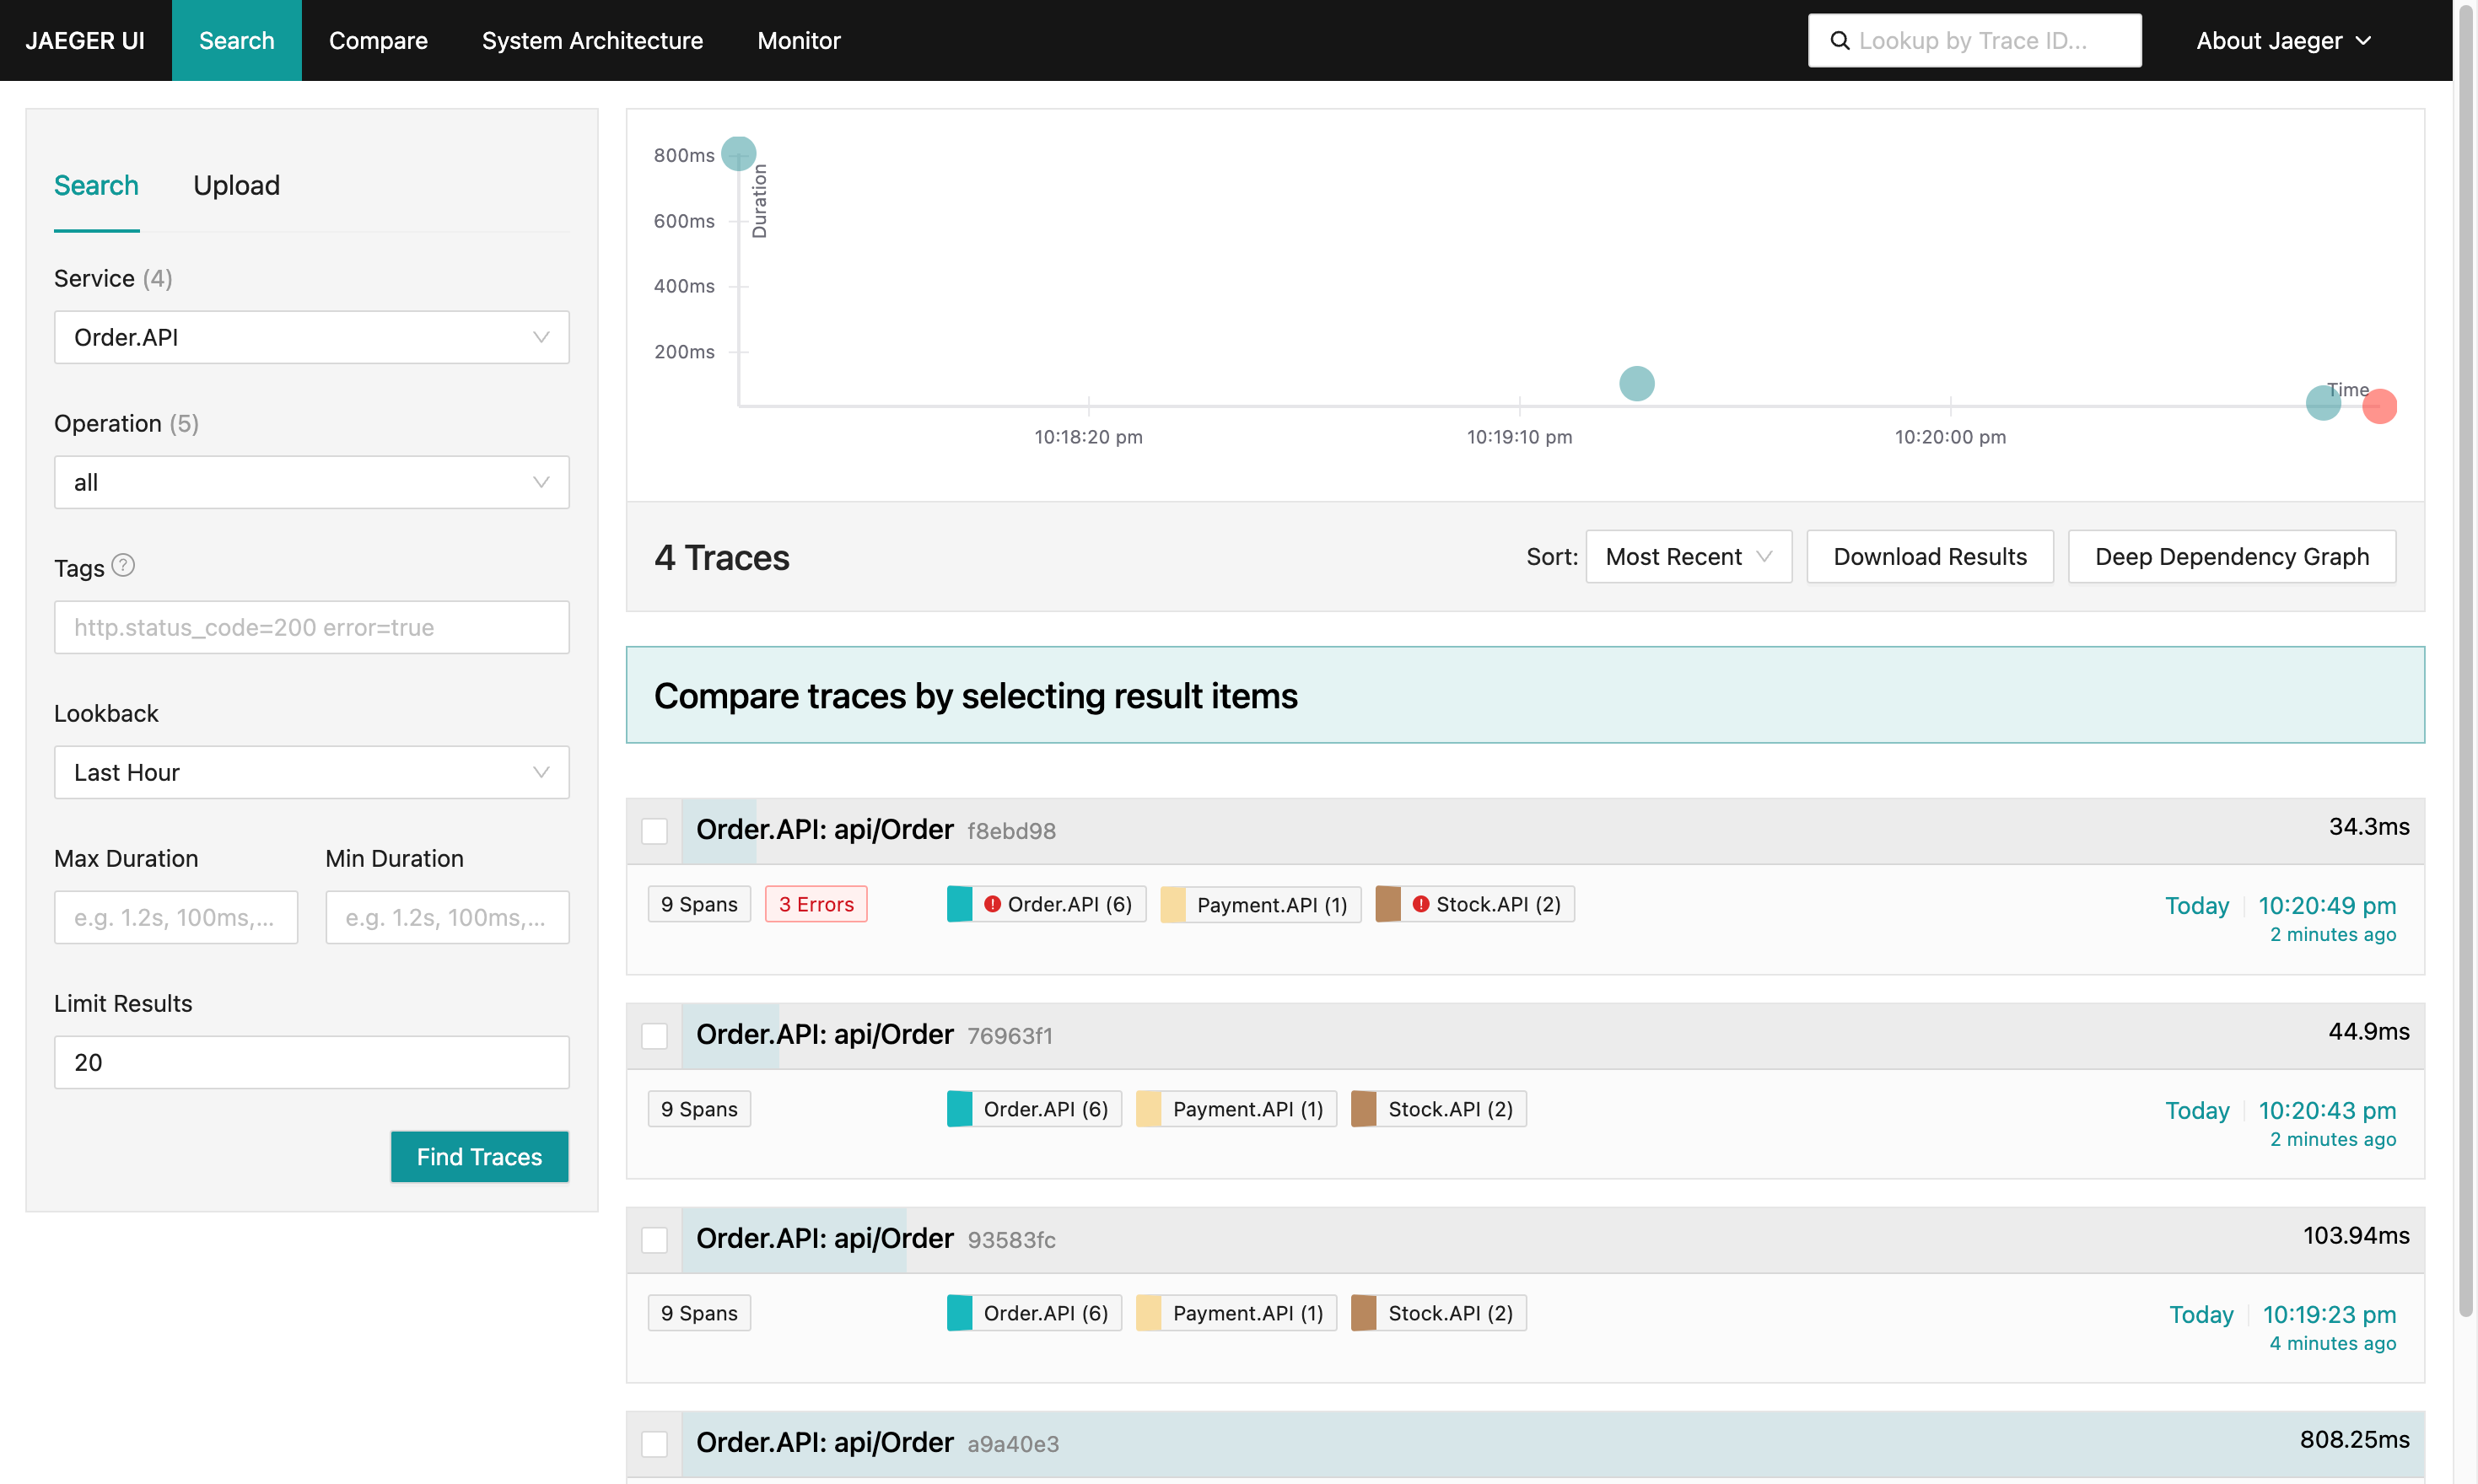 JAEGER UI Search Compare System Architecture Monitor Lookup by Trace ID... About Jaeger
Search Upload
Service (4)
Order.API
Operation (5)
all
Tags ?
http.status_code=200 error=true
Lookback
Last Hour
Max Duration Min Duration
e.g. 1.2s, 100ms,... e.g. 1.2s, 100ms,...
Limit Results
20
Find Traces
800ms
600ms
400ms
200ms
Duration
Time
10:18:20 pm 10:19:10 pm 10:20:00 pm
4 Traces Sort: Most Recent Download Results Deep Dependency Graph
Compare traces by selecting result items
Order.API: api/Order f8ebd98 34.3ms
9 Spans 3 Errors Order.API (6) Payment.API (1) Stock.API (2) Today 10:20:49 pm
2 minutes ago
Order.API: api/Order 76963f1 44.9ms
9 Spans Order.API (6) Payment.API (1) Stock.API (2) Today 10:20:43 pm
2 minutes ago
Order.API: api/Order 93583fc 103.94ms
9 Spans Order.API (6) Payment.API (1) Stock.API (2) Today 10:19:23 pm
4 minutes ago
Order.API: api/Order a9a40e3 808.25ms